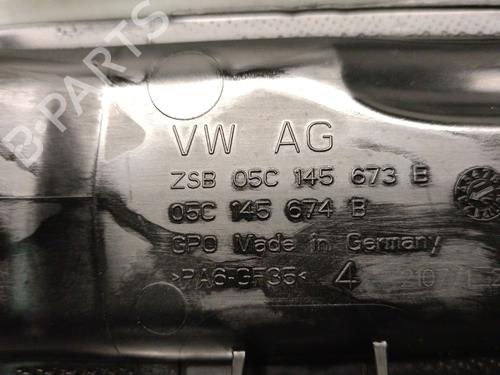 B-PARTS
VW AG
ZSB 05C 145 673 B
05C 145 674 B
GPO Made in Germany
>PA6-GF35< 4